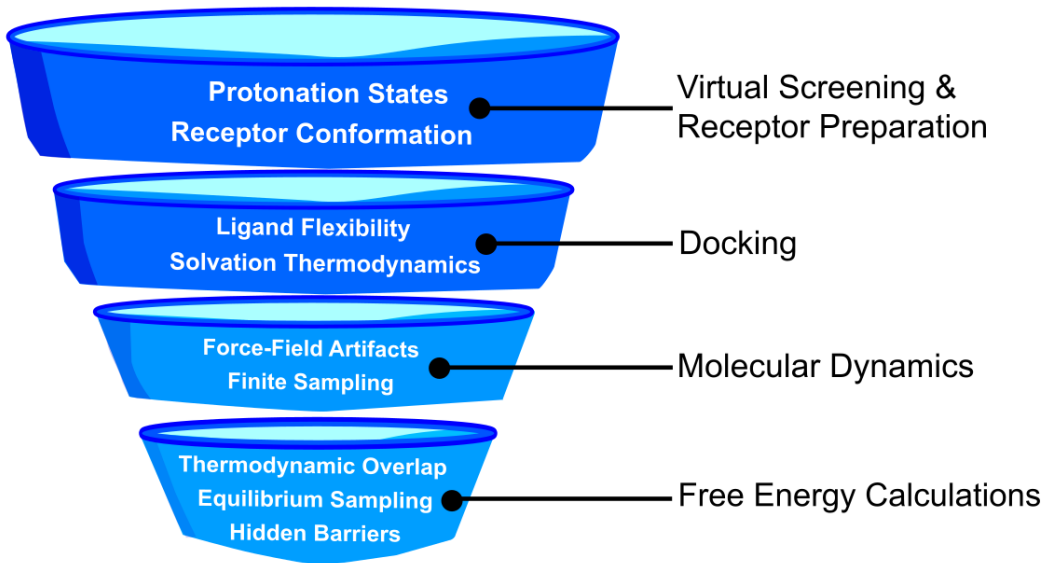 Protonation States
Receptor Conformation
Virtual Screening &
Receptor Preparation
Ligand Flexibility
Solvation Thermodynamics
Docking
Force-Field Artifacts
Finite Sampling
Molecular Dynamics
Thermodynamic Overlap
Equilibrium Sampling
Hidden Barriers
Free Energy Calculations